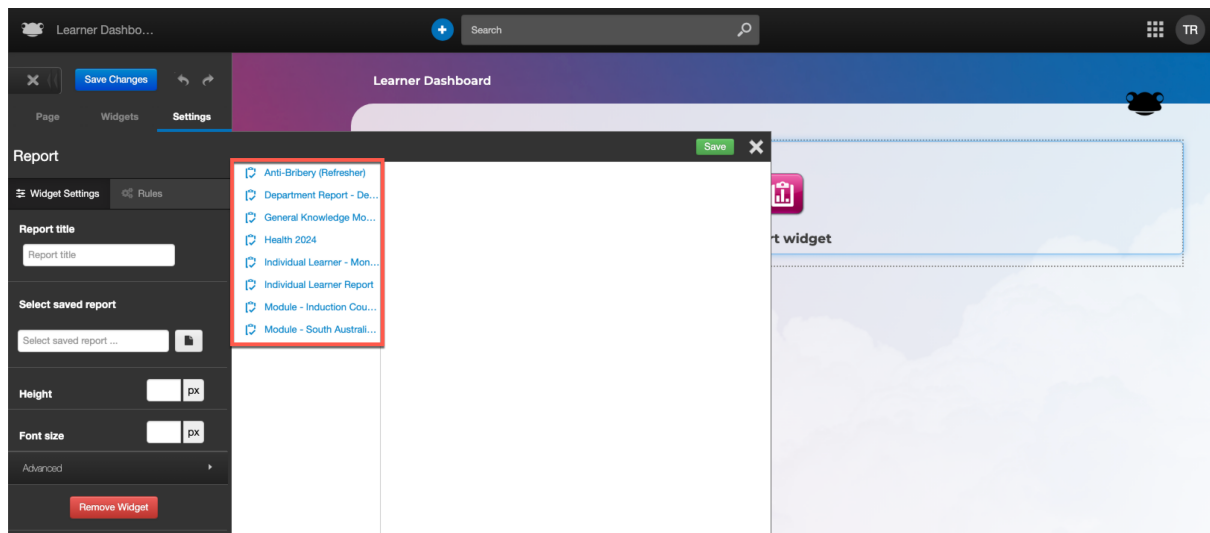 Learner Dashbo...
Search
TR
Save Changes
Learner Dashboard
Page Widgets Settings
Report
Save
Widget Settings Rules
Anti-Bribery (Refresher)
Department Report - De...
General Knowledge Mo...
Health 2024
Individual Learner - Mon...
Individual Learner Report
Module - Induction Cou...
Module - South Australi...
Report title
Report title
Select saved report
Select saved report ...
Height px
Font size px
Advanced
Remove Widget
rt widget